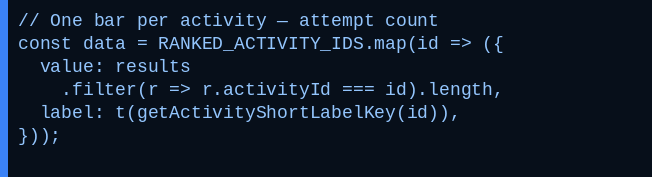 // One bar per activity — attempt count
const data = RANKED_ACTIVITY_IDS.map(id => ({
  value: results
    .filter(r => r.activityId === id).length,
  label: t(getActivityShortLabelKey(id)),
}));